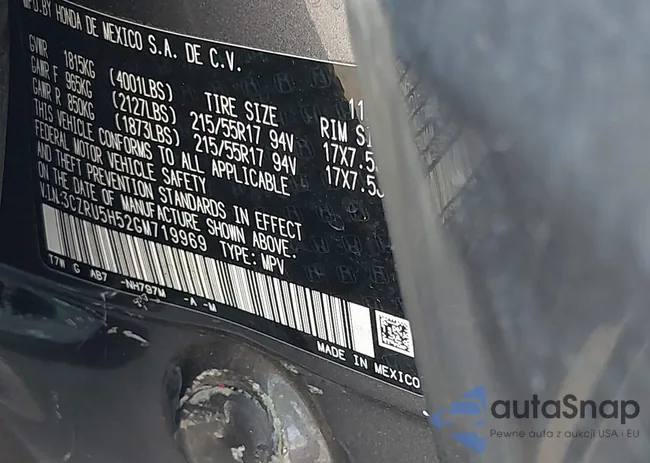 MFD.BY HONDA DE MEXICO S.A. DE C.V.
GVWR 1815KG (4001LBS) TIRE SIZE 11
GAWR F 965KG (2127LBS) 215/55R17 94V RIM SI
GAWR R 850KG (1873LBS) 215/55R17 94V 17X7.5
THIS VEHICLE CONFORMS TO ALL APPLICABLE 17X7.5
FEDERAL MOTOR VEHICLE SAFETY
AND THEFT PREVENTION STANDARDS IN EFFECT
ON THE DATE OF MANUFACTURE SHOWN ABOVE.
V.I.N. 3CZRU5H52GM719969 TYPE: MPV
T7W G AB7 -NH797M -A -M
MADE IN MEXICO
autaSnap
Pewne auta z aukcji USA i EU